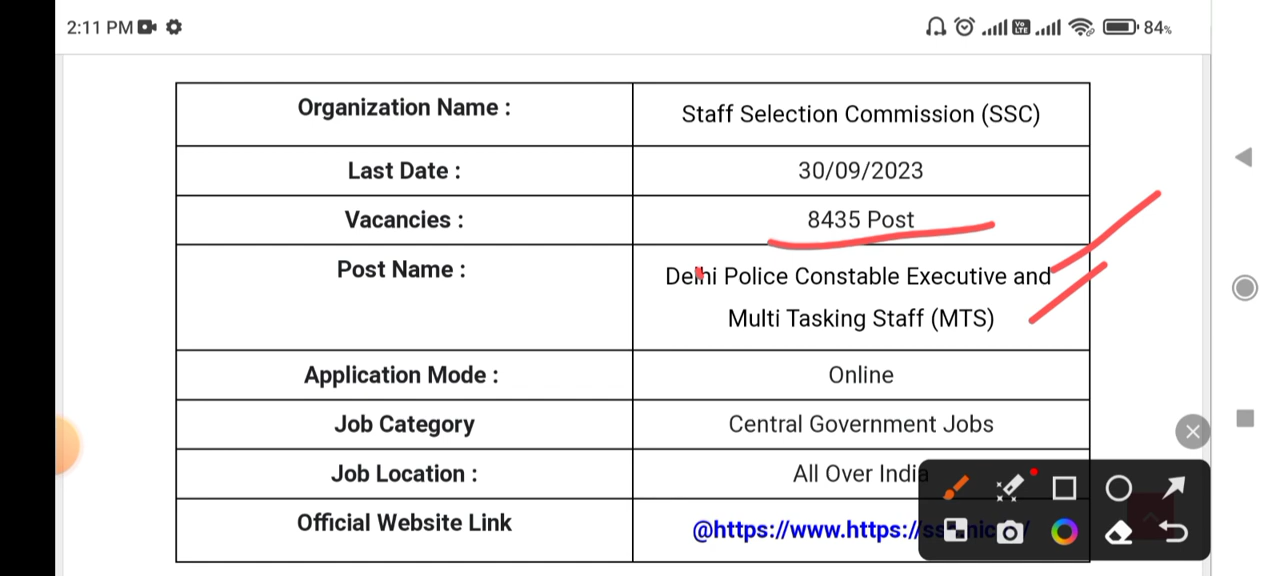 2:11 PM 84%
Organization Name : Staff Selection Commission (SSC)
Last Date : 30/09/2023
Vacancies : 8435 Post
Post Name : Delhi Police Constable Executive and
Multi Tasking Staff (MTS)
Application Mode : Online
Job Category Central Government Jobs
Job Location : All Over India
Official Website Link @https://www.https://